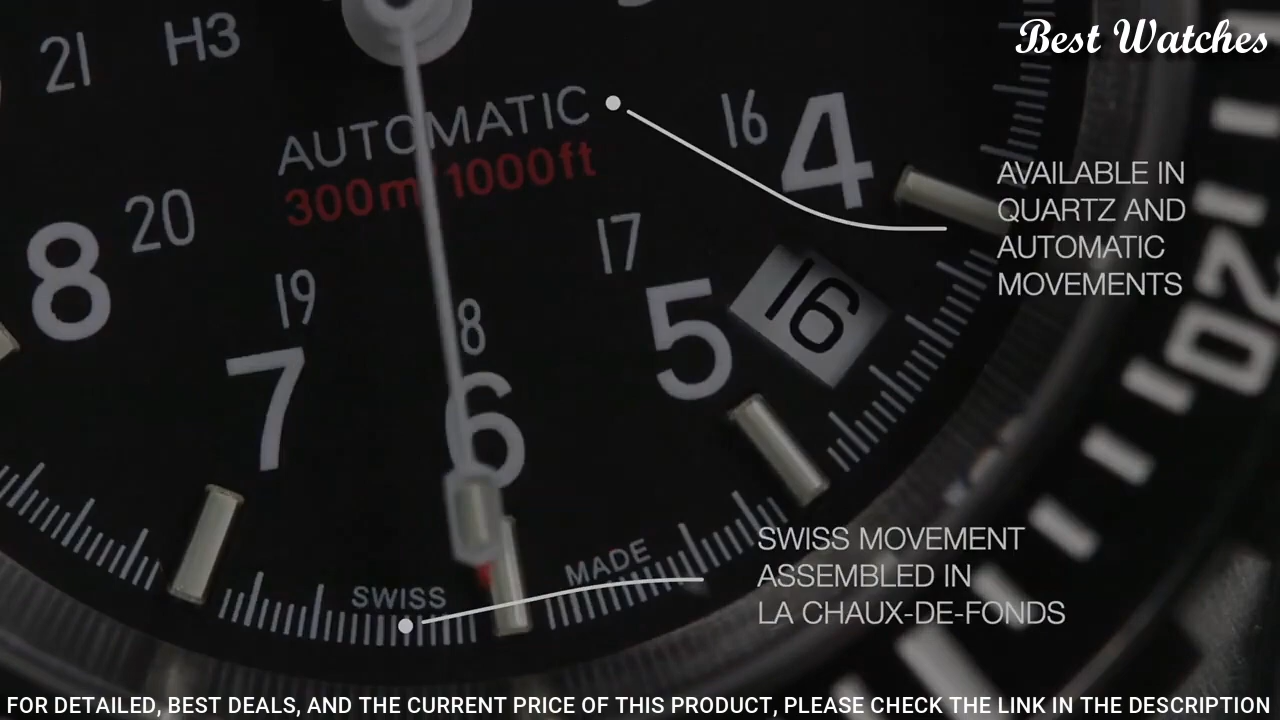 Best Watches
21 H3
AUTOMATIC
300m/1000ft
16
4
AVAILABLE IN
QUARTZ AND
AUTOMATIC
MOVEMENTS
20
8
17
19
7
8
6
5
16
20
SWISS MADE
SWISS MOVEMENT
ASSEMBLED IN
LA CHAUX-DE-FONDS
FOR DETAILED, BEST DEALS, AND THE CURRENT PRICE OF THIS PRODUCT, PLEASE CHECK THE LINK IN THE DESCRIPTION